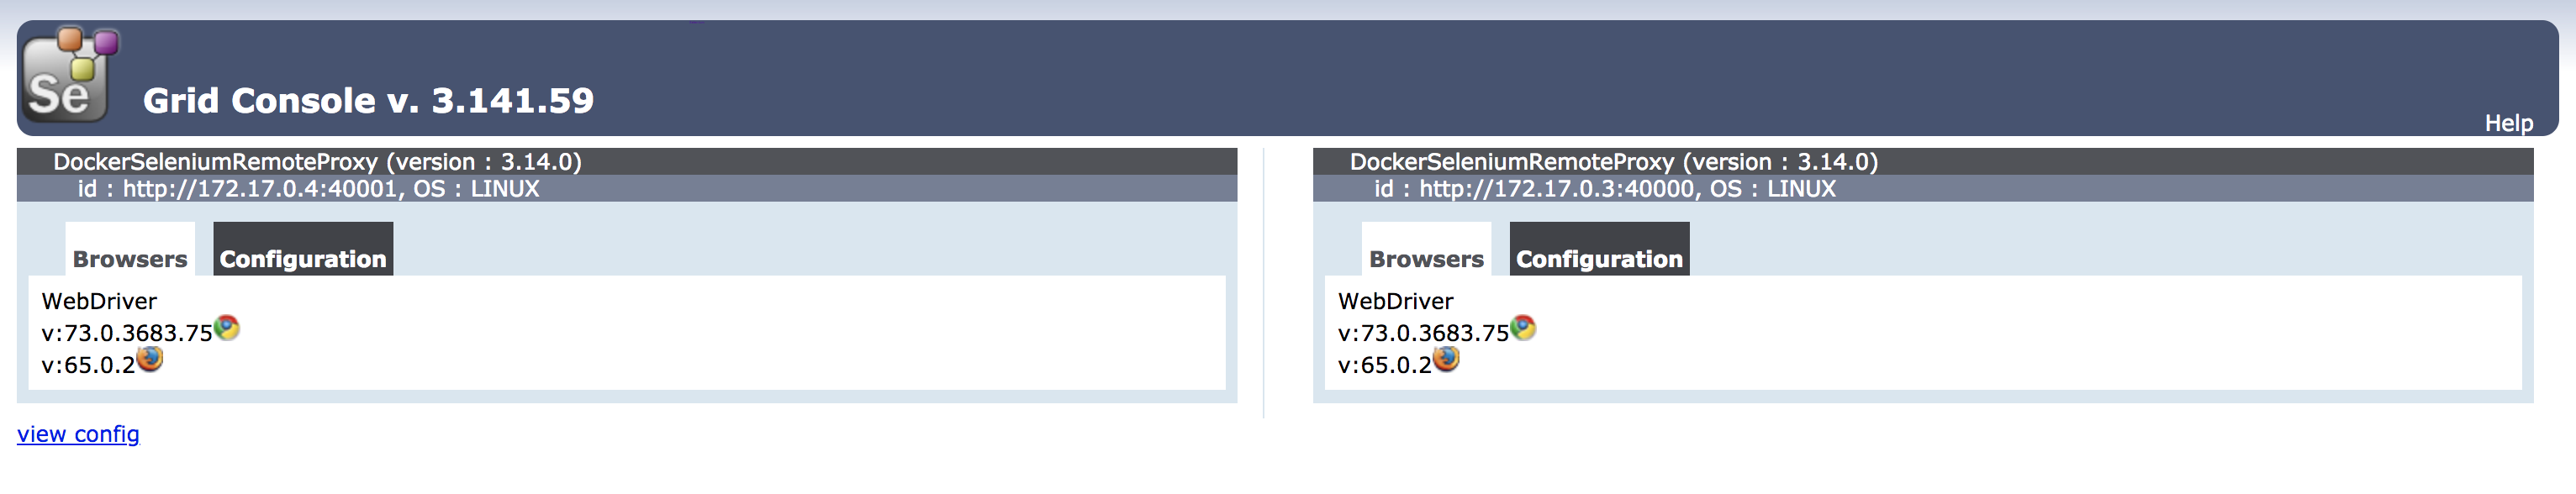 Se
Grid Console v. 3.141.59
Help
DockerSeleniumRemoteProxy (version : 3.14.0)
id : http://172.17.0.4:40001, OS : LINUX
Browsers Configuration
WebDriver
v:73.0.3683.75
v:65.0.2
DockerSeleniumRemoteProxy (version : 3.14.0)
id : http://172.17.0.3:40000, OS : LINUX
Browsers Configuration
WebDriver
v:73.0.3683.75
v:65.0.2
view config